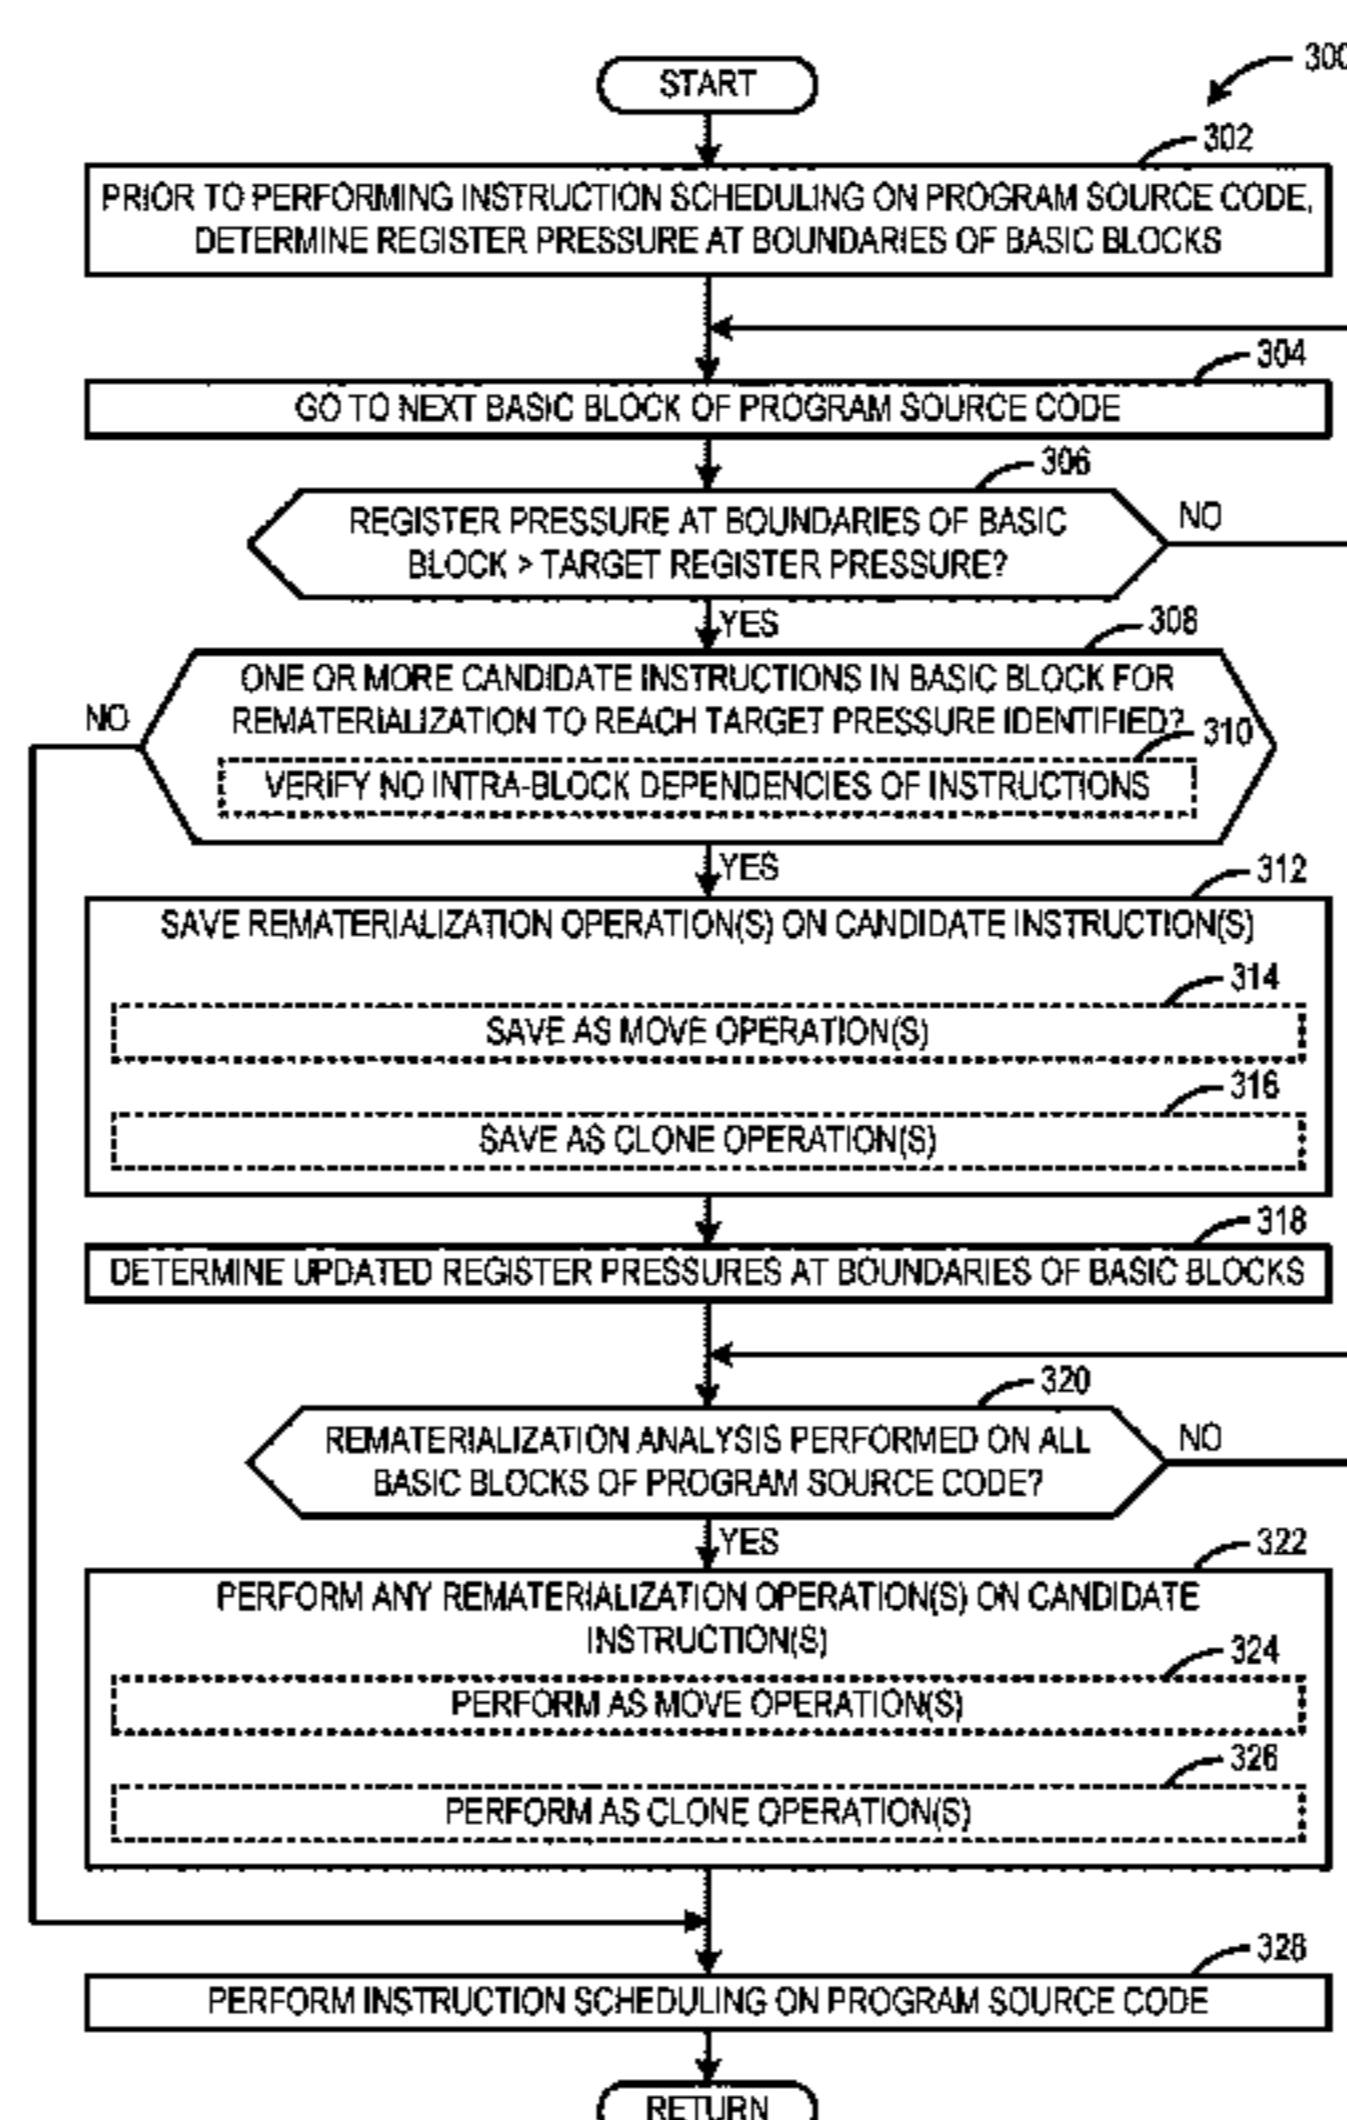 START
300
302
PRIOR TO PERFORMING INSTRUCTION SCHEDULING ON PROGRAM SOURCE CODE,
DETERMINE REGISTER PRESSURE AT BOUNDARIES OF BASIC BLOCKS
304
GO TO NEXT BASIC BLOCK OF PROGRAM SOURCE CODE
306
REGISTER PRESSURE AT BOUNDARIES OF BASIC
BLOCK > TARGET REGISTER PRESSURE?
NO
YES
308
ONE OR MORE CANDIDATE INSTRUCTIONS IN BASIC BLOCK FOR
REMATERIALIZATION TO REACH TARGET PRESSURE IDENTIFIED?
NO
310
VERIFY NO INTRA-BLOCK DEPENDENCIES OF INSTRUCTIONS
YES
312
SAVE REMATERIALIZATION OPERATION(S) ON CANDIDATE INSTRUCTION(S)
314
SAVE AS MOVE OPERATION(S)
316
SAVE AS CLONE OPERATION(S)
318
DETERMINE UPDATED REGISTER PRESSURES AT BOUNDARIES OF BASIC BLOCKS
320
REMATERIALIZATION ANALYSIS PERFORMED ON ALL
BASIC BLOCKS OF PROGRAM SOURCE CODE?
NO
YES
322
PERFORM ANY REMATERIALIZATION OPERATION(S) ON CANDIDATE
INSTRUCTION(S)
324
PERFORM AS MOVE OPERATION(S)
326
PERFORM AS CLONE OPERATION(S)
328
PERFORM INSTRUCTION SCHEDULING ON PROGRAM SOURCE CODE
RETURN